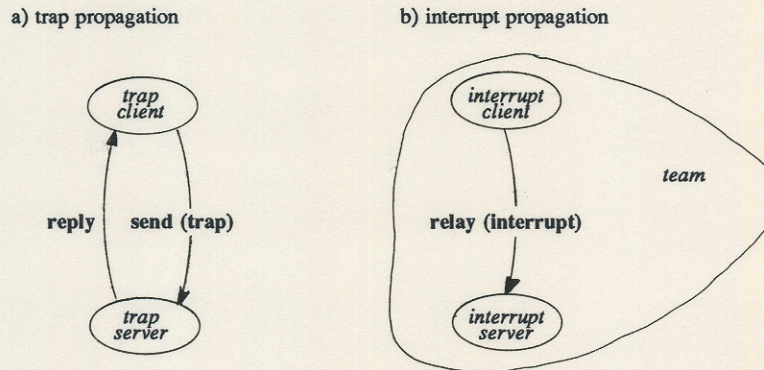 a) trap propagation
trap
client
reply
send (trap)
trap
server
b) interrupt propagation
interrupt
client
team
relay (interrupt)
interrupt
server